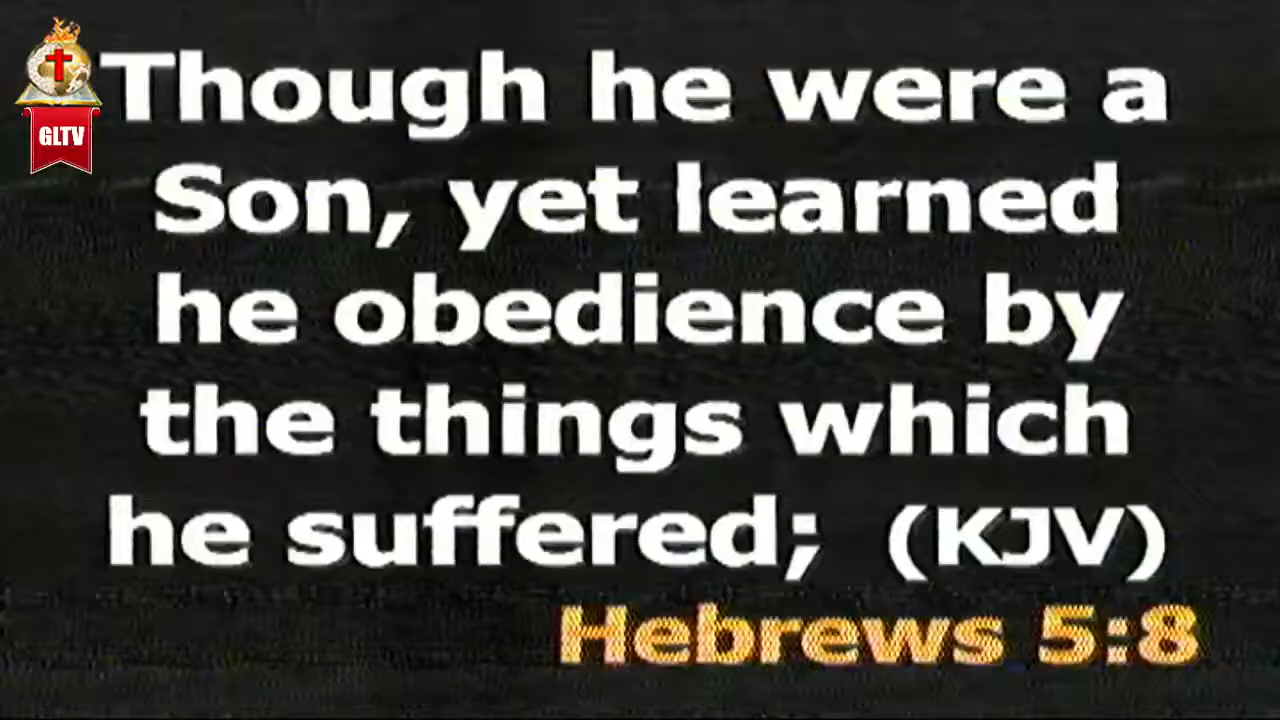 GLTV
Though he were a
Son, yet learned
he obedience by
the things which
he suffered; (KJV)
Hebrews 5:8